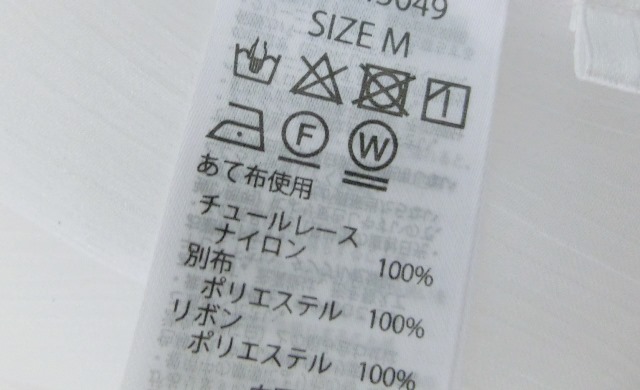 SIZE M
F W
あて布使用
チュールレース
ナイロン 100%
別布
ポリエステル 100%
リボン
ポリエステル 100%